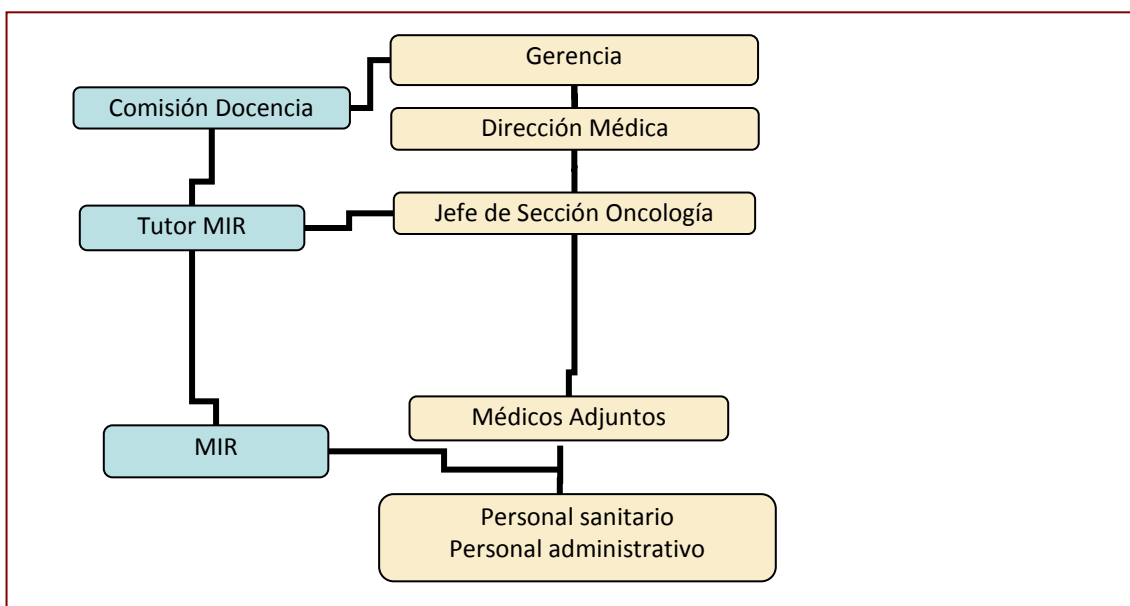 Gerencia
Comisión Docencia
Dirección Médica
Tutor MIR
Jefe de Sección Oncología
Médicos Adjuntos
MIR
Personal sanitario
Personal administrativo